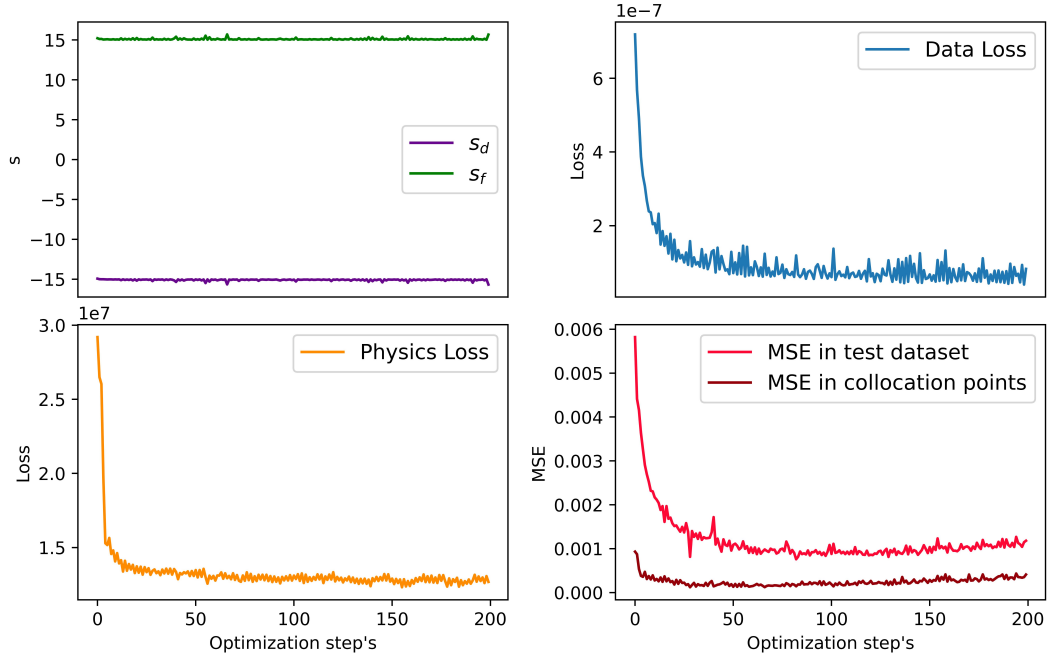 15
10
5
0
−5
−10
−15
s
s_d
s_f
1e−7
6
4
2
Loss
Data Loss
1e7
3.0
2.5
2.0
1.5
Loss
Physics Loss
0
50
100
150
200
Optimization step's
0.006
0.005
0.004
0.003
0.002
0.001
0.000
MSE
MSE in test dataset
MSE in collocation points
0
50
100
150
200
Optimization step's